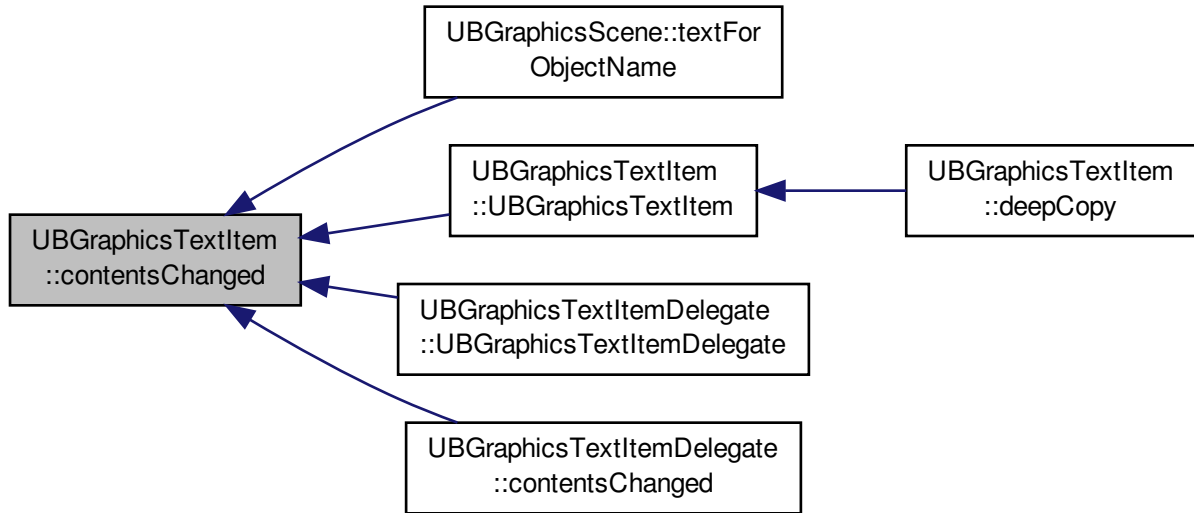 UBGraphicsScene::textFor
ObjectName
UBGraphicsTextItem
::UBGraphicsTextItem
UBGraphicsTextItem
::deepCopy
UBGraphicsTextItem
::contentsChanged
UBGraphicsTextItemDelegate
::UBGraphicsTextItemDelegate
UBGraphicsTextItemDelegate
::contentsChanged